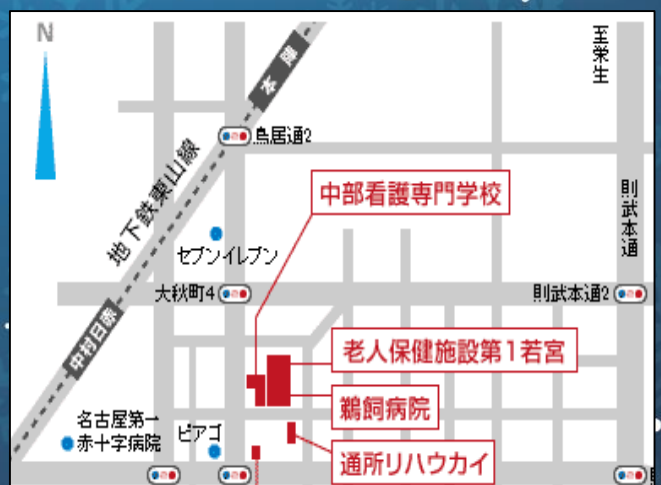 N
本陣
至栄生
鳥居通2
地下鉄東山線
中部看護専門学校
則武本通
セブンイレブン
大秋町4
則武本通2
中村日赤
老人保健施設第1若宮
鵜飼病院
名古屋第一
赤十字病院
ピアゴ
通所リハウカイ